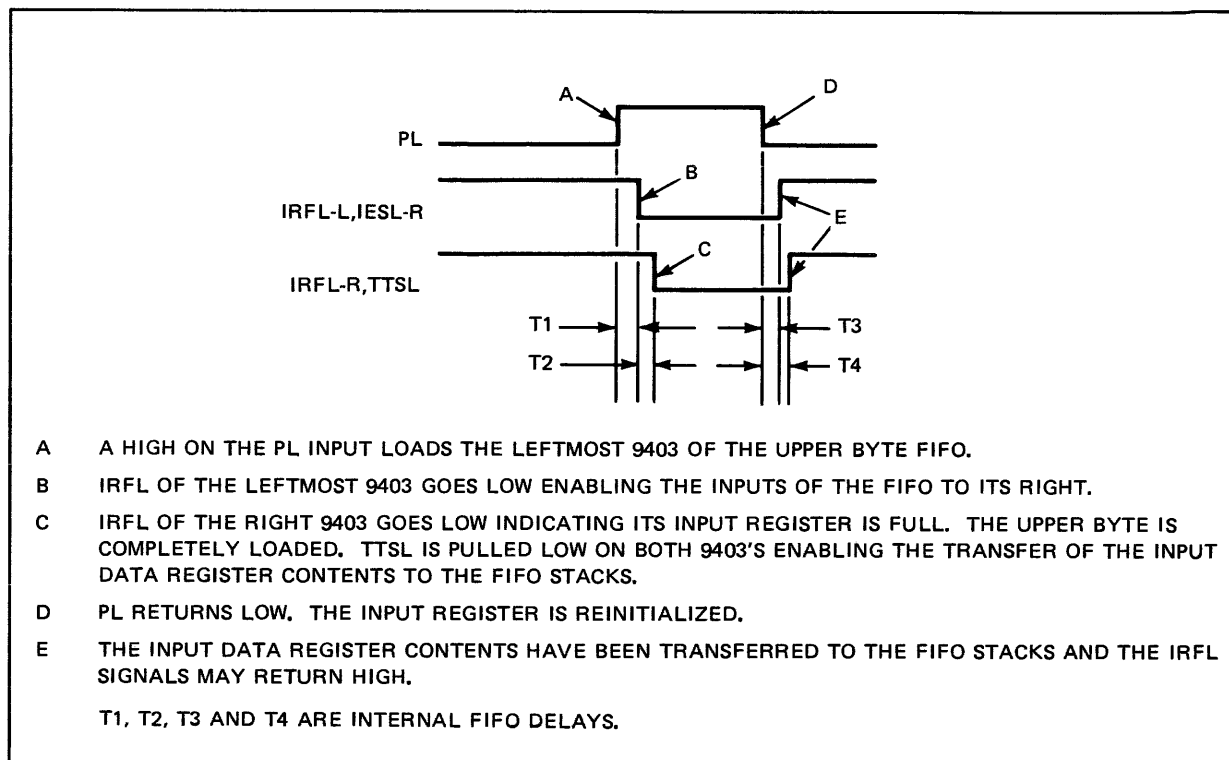 A
D
PL
B
IRFL-L,IESL-R
E
C
IRFL-R,TTSL
T1
T3
T2
T4
A A HIGH ON THE PL INPUT LOADS THE LEFTMOST 9403 OF THE UPPER BYTE FIFO.
B IRFL OF THE LEFTMOST 9403 GOES LOW ENABLING THE INPUTS OF THE FIFO TO ITS RIGHT.
C IRFL OF THE RIGHT 9403 GOES LOW INDICATING ITS INPUT REGISTER IS FULL. THE UPPER BYTE IS
COMPLETELY LOADED. TTSL IS PULLED LOW ON BOTH 9403'S ENABLING THE TRANSFER OF THE INPUT
DATA REGISTER CONTENTS TO THE FIFO STACKS.
D PL RETURNS LOW. THE INPUT REGISTER IS REINITIALIZED.
E THE INPUT DATA REGISTER CONTENTS HAVE BEEN TRANSFERRED TO THE FIFO STACKS AND THE IRFL
SIGNALS MAY RETURN HIGH.
T1, T2, T3 AND T4 ARE INTERNAL FIFO DELAYS.